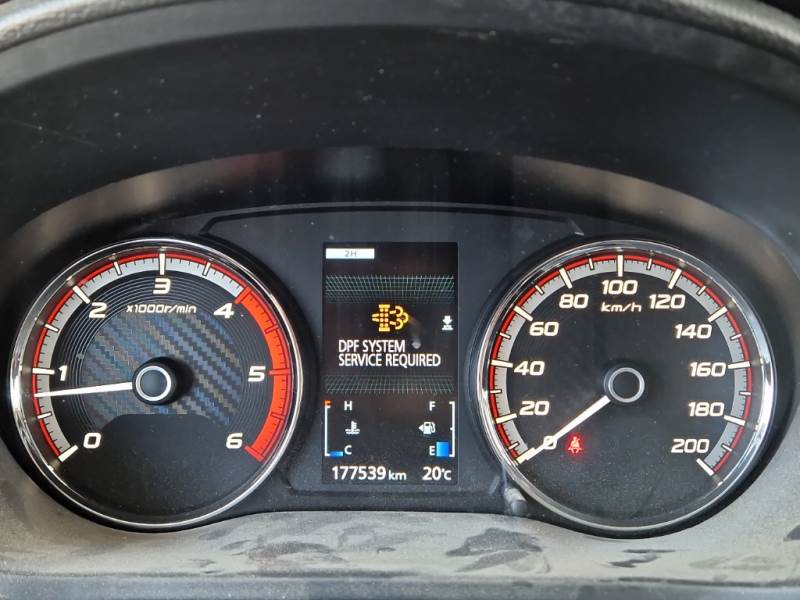 x1000r/min
0
1
2
3
4
5
6
2H
DPF SYSTEM
SERVICE REQUIRED
H F
C E
177539 km 20°C
km/h
0
20
40
60
80
100
120
140
160
180
200